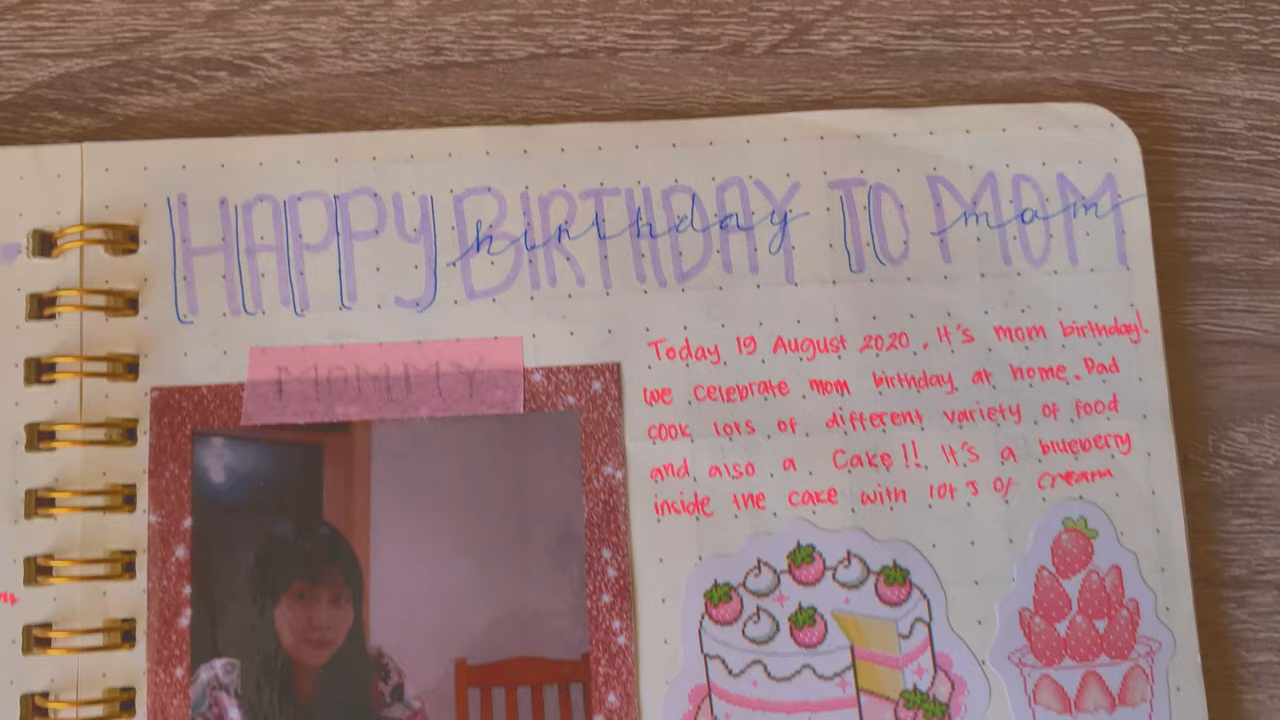 HAPPY BIRTHDAY TO MOM
birthday mom
MOMMY
Today 19 August 2020, It's mom birthday!
we celebrate mom birthday at home. Dad
cook lots of different variety of food
and also a Cake!! It's a blueberry
inside the cake with lots of cream